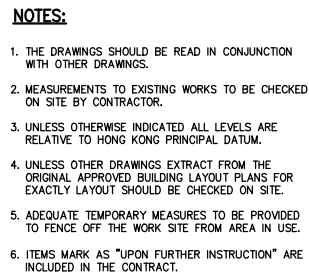 NOTES:
1. THE DRAWINGS SHOULD BE READ IN CONJUNCTION
WITH OTHER DRAWINGS.
2. MEASUREMENTS TO EXISTING WORKS TO BE CHECKED
ON SITE BY CONTRACTOR.
3. UNLESS OTHERWISE INDICATED ALL LEVELS ARE
RELATIVE TO HONG KONG PRINCIPAL DATUM.
4. UNLESS OTHER DRAWINGS EXTRACT FROM THE
ORIGINAL APPROVED BUILDING LAYOUT PLANS FOR
EXACTLY LAYOUT SHOULD BE CHECKED ON SITE.
5. ADEQUATE TEMPORARY MEASURES TO BE PROVIDED
TO FENCE OFF THE WORK SITE FROM AREA IN USE.
6. ITEMS MARK AS "UPON FURTHER INSTRUCTION" ARE
INCLUDED IN THE CONTRACT.